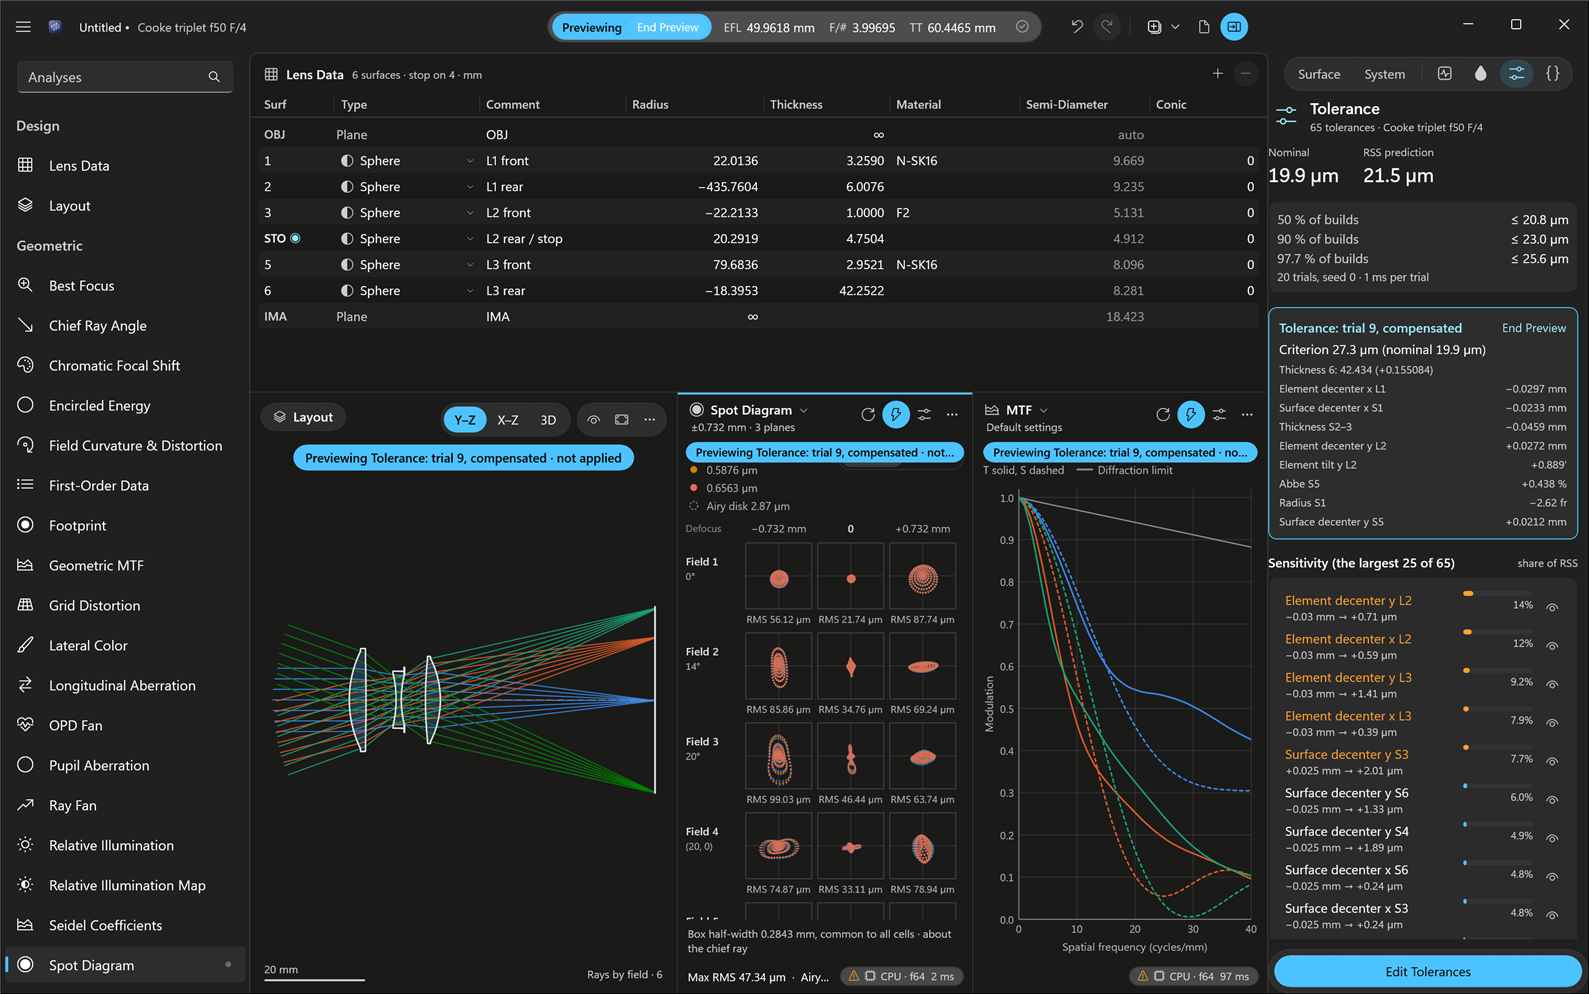 Untitled • Cooke triplet f50 F/4
Previewing End Preview EFL 49.9618 mm F/# 3.99695 TT 60.4465 mm
Analyses
Design
Lens Data
Layout
Geometric
Best Focus
Chief Ray Angle
Chromatic Focal Shift
Encircled Energy
Field Curvature & Distortion
First-Order Data
Footprint
Geometric MTF
Grid Distortion
Lateral Color
Longitudinal Aberration
OPD Fan
Pupil Aberration
Ray Fan
Relative Illumination
Relative Illumination Map
Seidel Coefficients
Spot Diagram
Lens Data 6 surfaces · stop on 4 · mm
Surf Type Comment Radius Thickness Material Semi-Diameter Conic
OBJ Plane OBJ ∞ auto
1 Sphere L1 front 22.0136 3.2590 N-SK16 9.669 0
2 Sphere L1 rear −435.7604 6.0076 9.235 0
3 Sphere L2 front −22.2133 1.0000 F2 5.131 0
STO Sphere L2 rear / stop 20.2919 4.7504 4.912 0
5 Sphere L3 front 79.6836 2.9521 N-SK16 8.096 0
6 Sphere L3 rear −18.3953 42.2522 8.281 0
IMA Plane IMA ∞ 18.423
Layout Y–Z X–Z 3D
Previewing Tolerance: trial 9, compensated · not applied
20 mm
Rays by field · 6
Spot Diagram
±0.732 mm · 3 planes
Previewing Tolerance: trial 9, compensated · not...
0.5876 µm
0.6563 µm
Airy disk 2.87 µm
Defocus −0.732 mm 0 +0.732 mm
Field 1
0°
RMS 56.12 µm RMS 21.74 µm RMS 87.74 µm
Field 2
14°
RMS 85.86 µm RMS 34.76 µm RMS 69.24 µm
Field 3
20°
RMS 99.03 µm RMS 46.44 µm RMS 63.74 µm
Field 4
(20, 0)
RMS 74.87 µm RMS 33.11 µm RMS 78.94 µm
Box half-width 0.2843 mm, common to all cells · about
the chief ray
Max RMS 47.34 µm · Airy... CPU · f64 2 ms
MTF
Default settings
Previewing Tolerance: trial 9, compensated · no...
T solid, S dashed Diffraction limit
1.0
0.9
0.8
0.7
0.6
0.5
0.4
0.3
0.2
0.1
0.0
Modulation
0 10 20 30 40
Spatial frequency (cycles/mm)
CPU · f64 97 ms
Surface System {}
Tolerance
65 tolerances · Cooke triplet f50 F/4
Nominal RSS prediction
19.9 µm 21.5 µm
50 % of builds ≤ 20.8 µm
90 % of builds ≤ 23.0 µm
97.7 % of builds ≤ 25.6 µm
20 trials, seed 0 · 1 ms per trial
Tolerance: trial 9, compensated End Preview
Criterion 27.3 µm (nominal 19.9 µm)
Thickness 6: 42.434 (+0.155084)
Element decenter x L1 −0.0297 mm
Surface decenter x S1 −0.0233 mm
Thickness S2–3 −0.0459 mm
Element decenter y L2 +0.0272 mm
Element tilt y L2 +0.889′
Abbe S5 +0.438 %
Radius S1 −2.62 fr
Surface decenter y S5 +0.0212 mm
Sensitivity (the largest 25 of 65) share of RSS
Element decenter y L2 14%
−0.03 mm → +0.71 µm
Element decenter x L2 12%
−0.03 mm → +0.59 µm
Element decenter y L3 9.2%
−0.03 mm → +1.41 µm
Element decenter x L3 7.9%
−0.03 mm → +0.39 µm
Surface decenter y S3 7.7%
+0.025 mm → +2.01 µm
Surface decenter y S6 6.0%
−0.025 mm → +1.33 µm
Surface decenter y S4 4.9%
−0.025 mm → +1.89 µm
Surface decenter x S6 4.8%
−0.025 mm → +0.24 µm
Surface decenter x S3 4.8%
−0.025 mm → +0.24 µm
Edit Tolerances